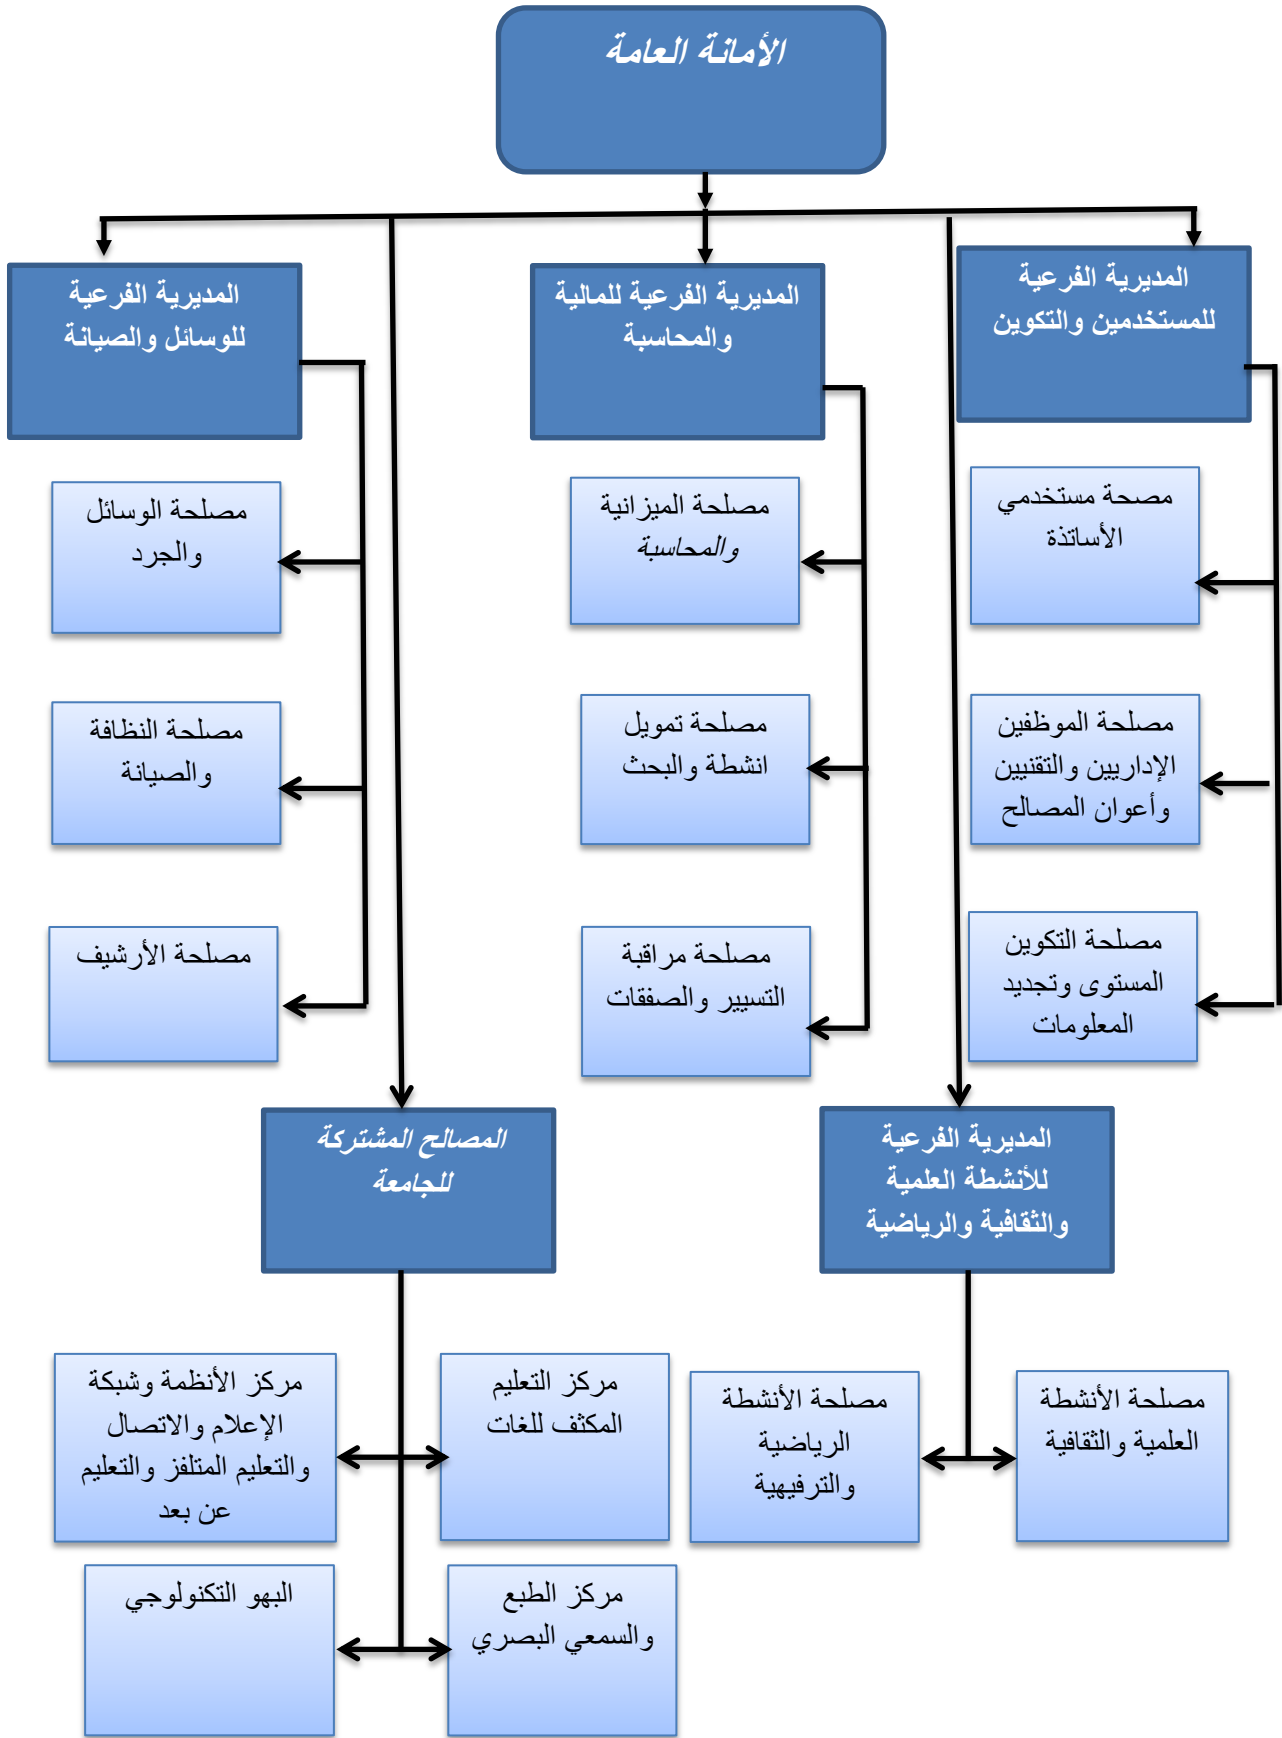 الأمانة العامة
المديرية الفرعية
للمستخدمين والتكوين
المديرية الفرعية للمالية
والمحاسبة
المديرية الفرعية
للوسائل والصيانة
مصحة مستخدمي
الأساتذة
مصلحة الميزانية
والمحاسبة
مصلحة الوسائل
والجرد
مصلحة الموظفين
الإداريين والتقنيين
وأعوان المصالح
مصلحة تمويل
انشطة والبحث
مصلحة النظافة
والصيانة
مصلحة التكوين
المستوى وتجديد
المعلومات
مصلحة مراقبة
التسيير والصفقات
مصلحة الأرشيف
المديرية الفرعية
للأنشطة العلمية
والثقافية والرياضية
المصالح المشتركة
للجامعة
مصلحة الأنشطة
العلمية والثقافية
مصلحة الأنشطة
الرياضية
والترفيهية
مركز التعليم
المكثف للغات
مركز الأنظمة وشبكة
الإعلام والاتصال
والتعليم المتلفز والتعليم
عن بعد
مركز الطبع
والسمعي البصري
البهو التكنولوجي